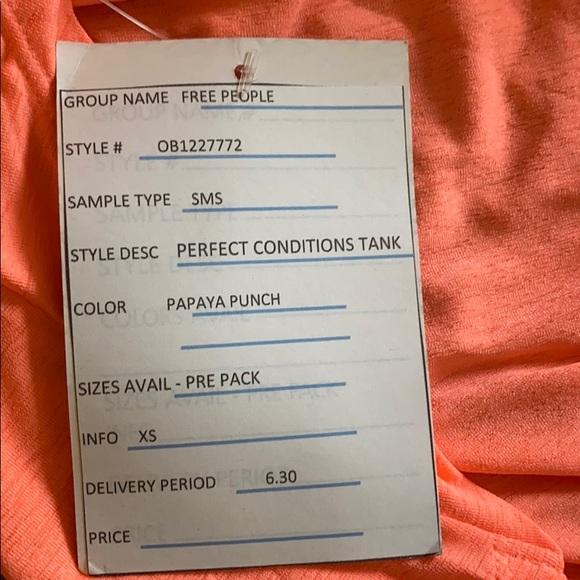 GROUP NAME FREE PEOPLE
STYLE # OB1227772
SAMPLE TYPE SMS
STYLE DESC PERFECT CONDITIONS TANK
COLOR PAPAYA PUNCH
SIZES AVAIL - PRE PACK
INFO XS
DELIVERY PERIOD 6.30
PRICE